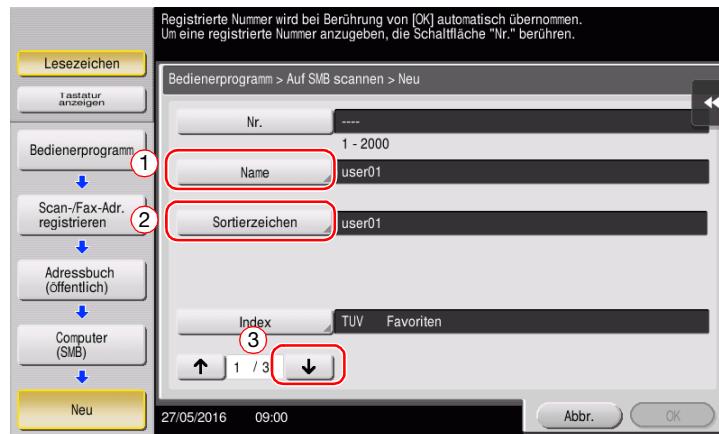 Registrierte Nummer wird bei Berührung von [OK] automatisch übernommen.
Um eine registrierte Nummer anzugeben, die Schaltfläche "Nr." berühren.
Lesezeichen
Tastatur
anzeigen
Bedienerprogramm
Scan-/Fax-Adr.
registrieren
Adressbuch
(Öffentlich)
Computer
(SMB)
Neu
Bedienerprogramm > Auf SMB scannen > Neu
Nr. ----
1 - 2000
1 Name user01
2 Sortierzeichen user01
Index TUV Favoriten
3
1 / 3
27/05/2016 09:00 Abbr. OK